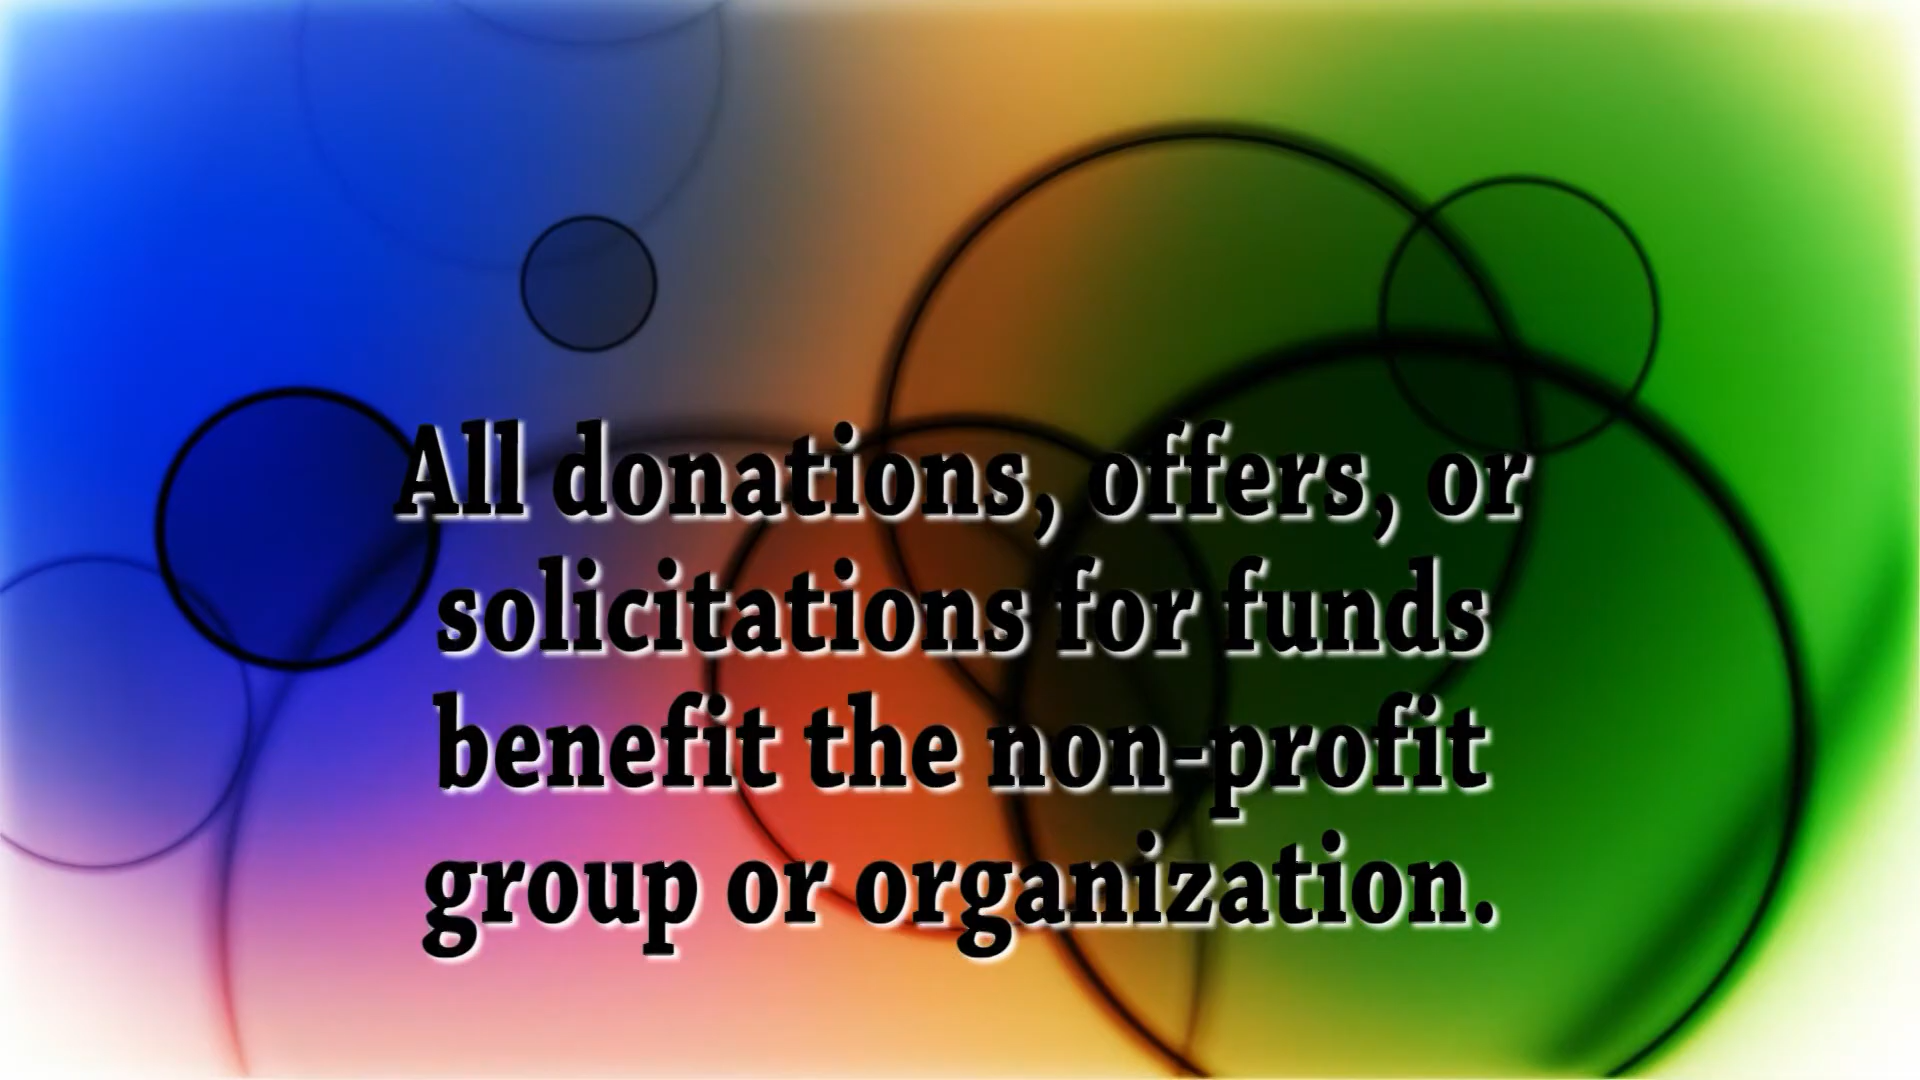 All donations, offers, or
solicitations for funds
benefit the non-profit
group or organization.